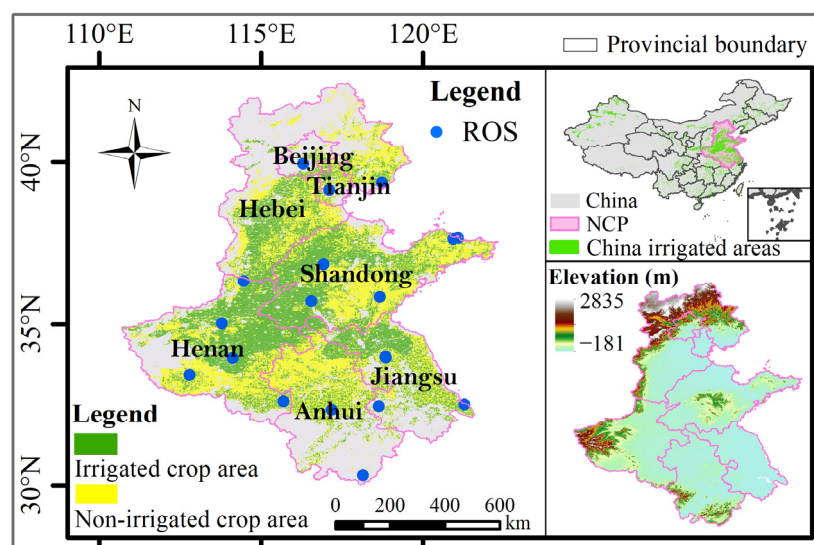 110°E
115°E
120°E
Provincial boundary
N
Legend
ROS
40°N
35°N
30°N
Beijing
Tianjin
Hebei
Shandong
Henan
Jiangsu
Anhui
Legend
Irrigated crop area
Non-irrigated crop area
0 200 400 600
km
China
NCP
China irrigated areas
Elevation (m)
2835
−181